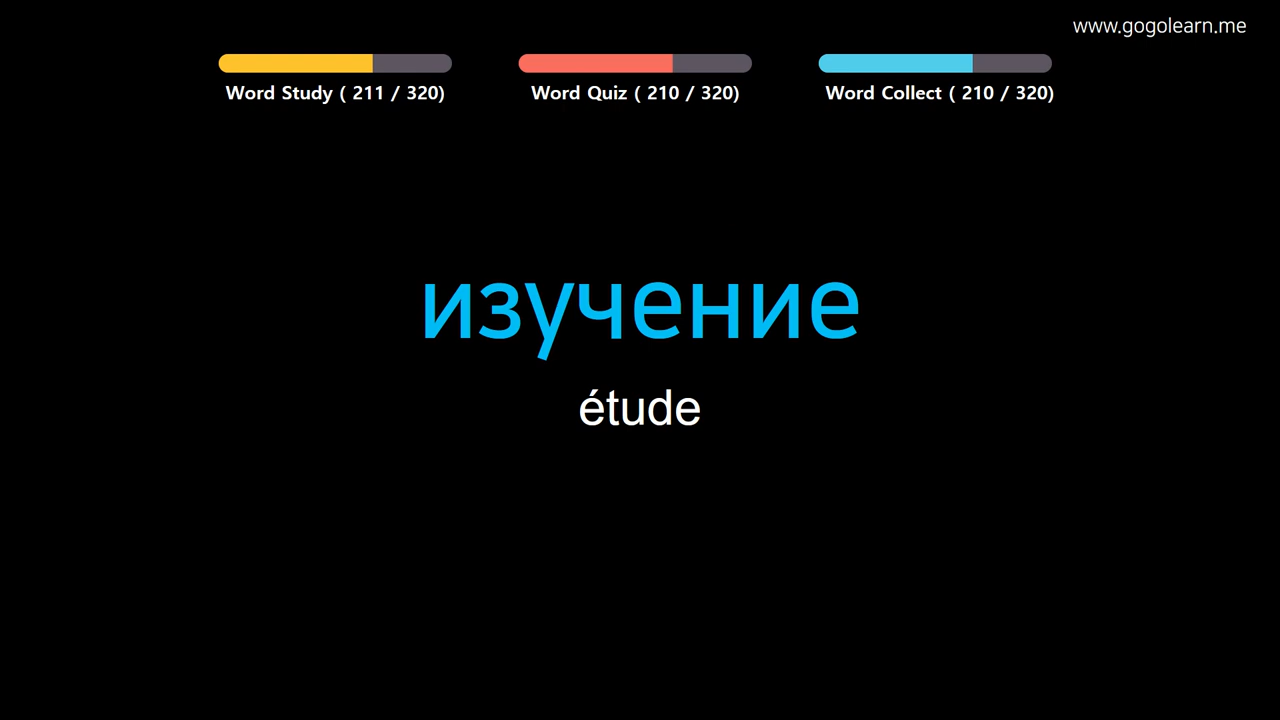 www.gogolearn.me
Word Study ( 211 / 320)
Word Quiz ( 210 / 320)
Word Collect ( 210 / 320)
изучение
étude